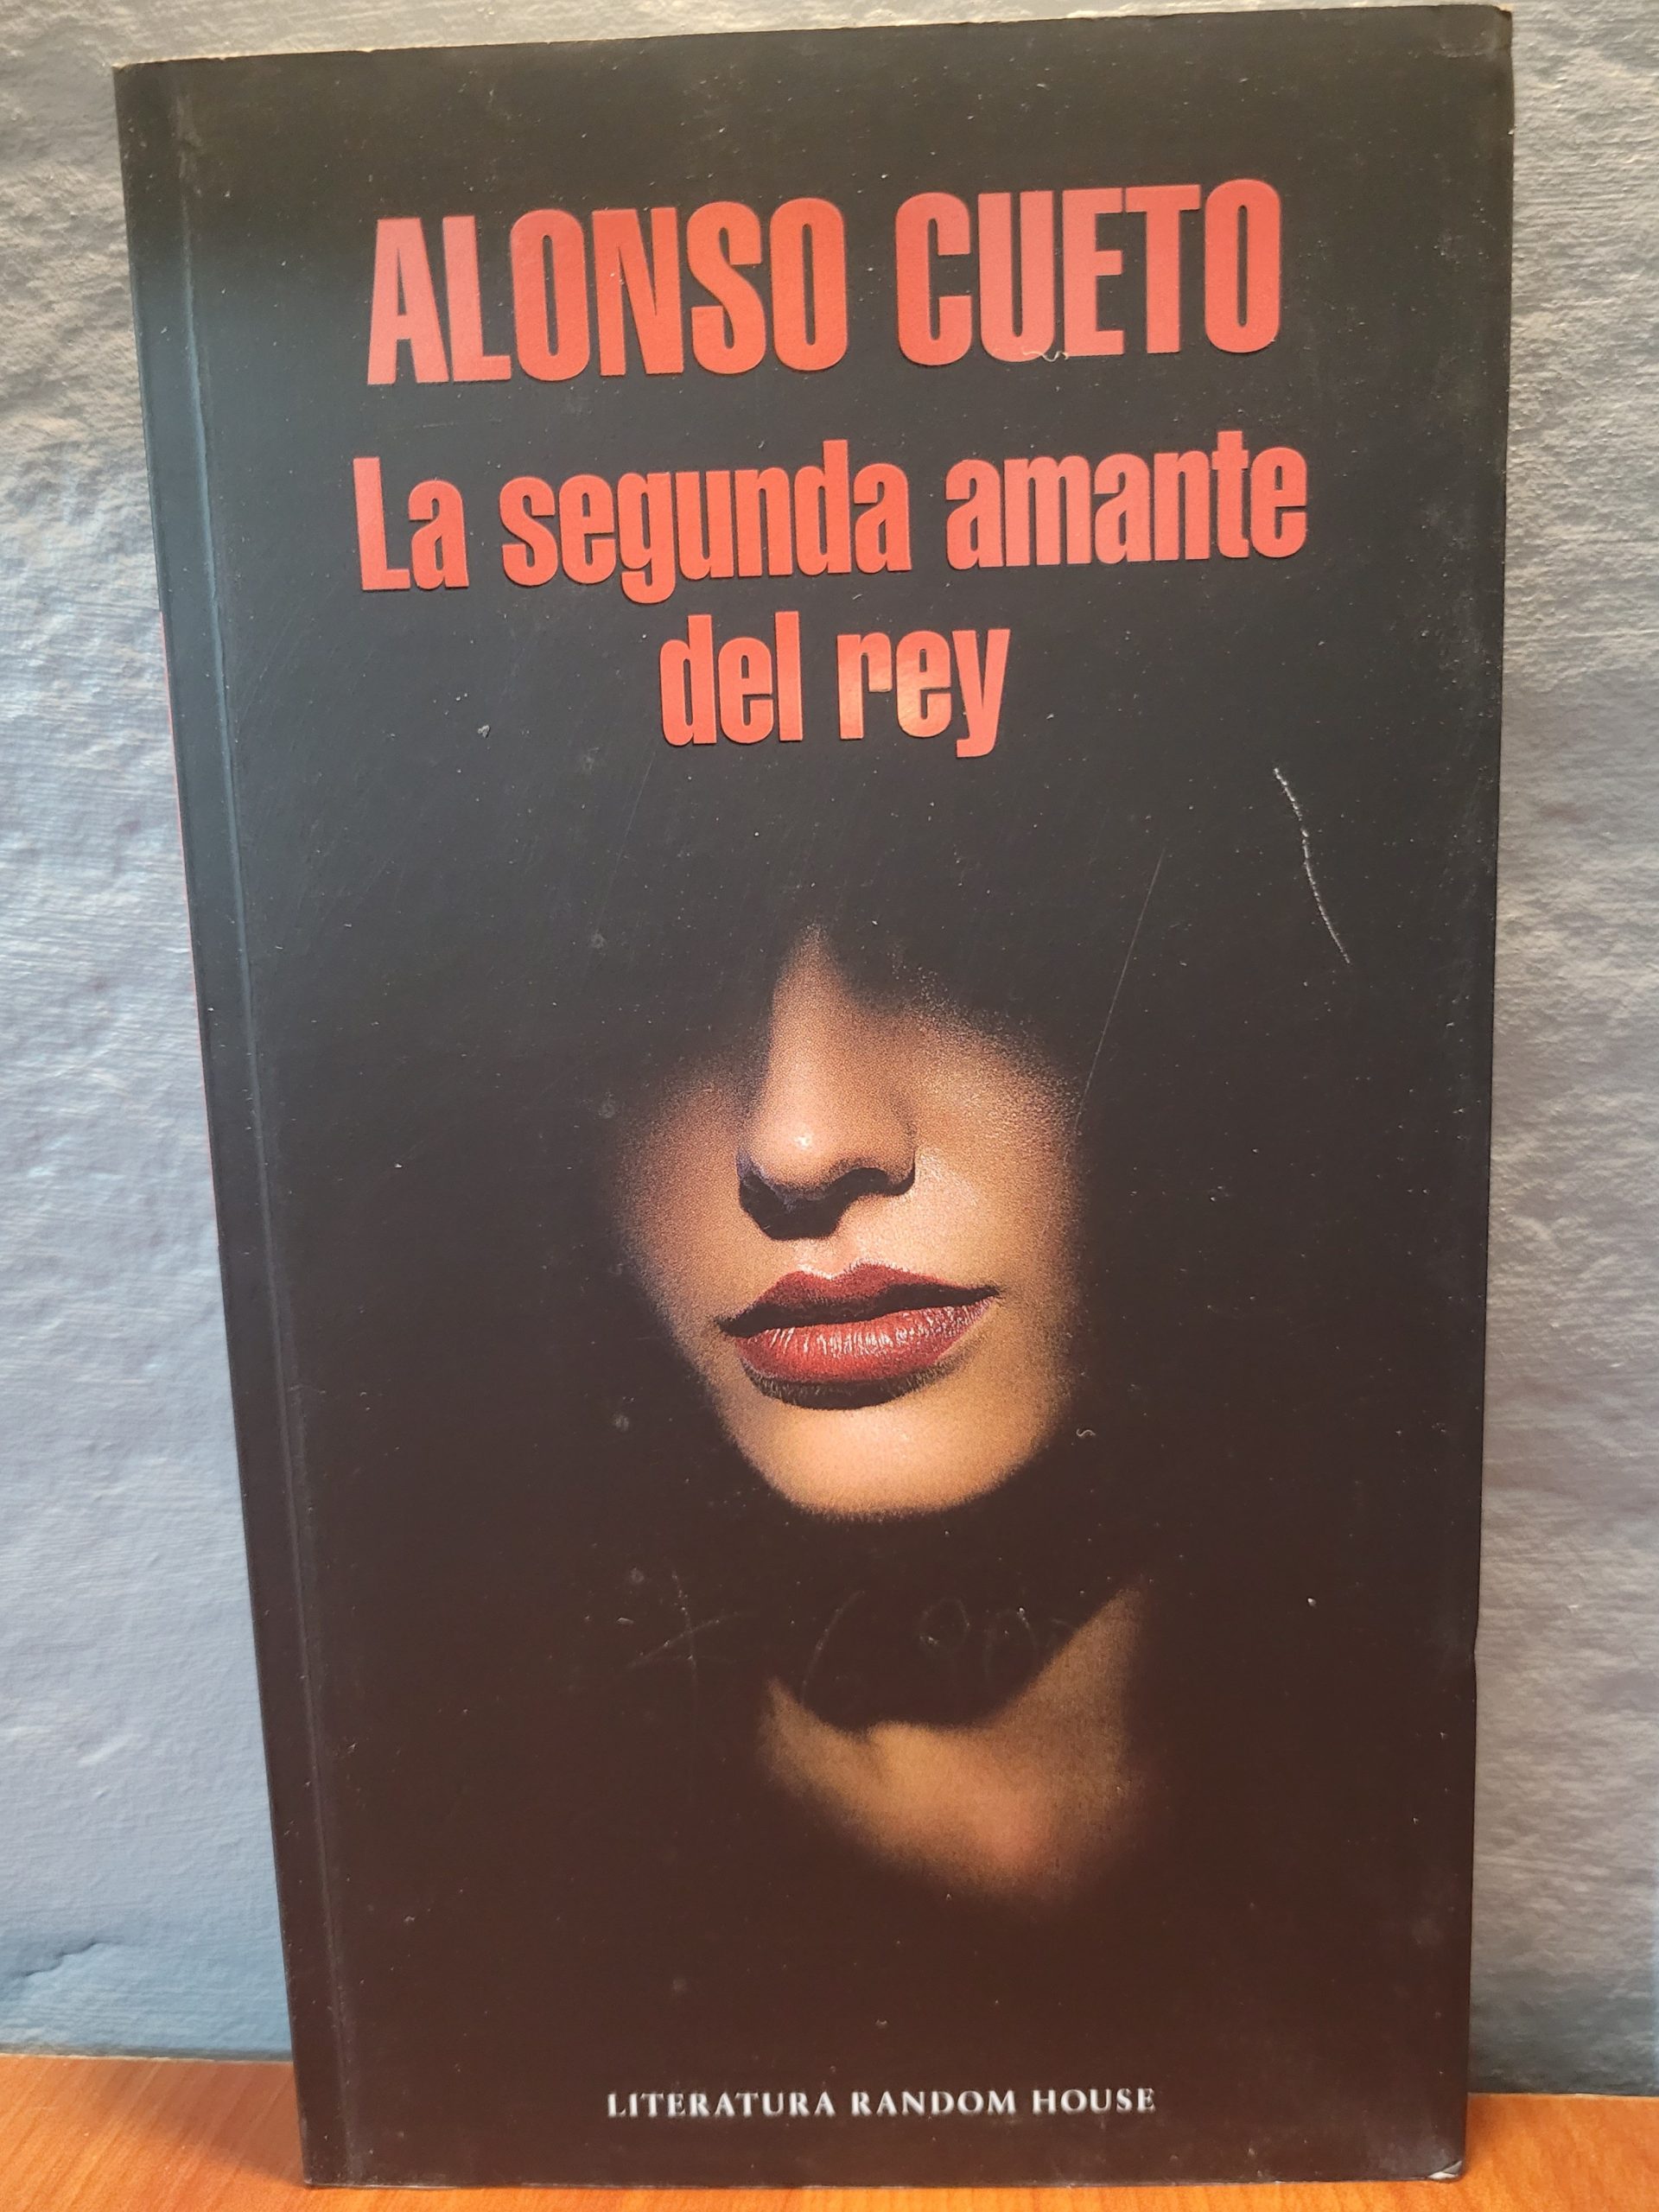 ALONSO CUETO
La segunda amante
del rey
LITERATURA RANDOM HOUSE